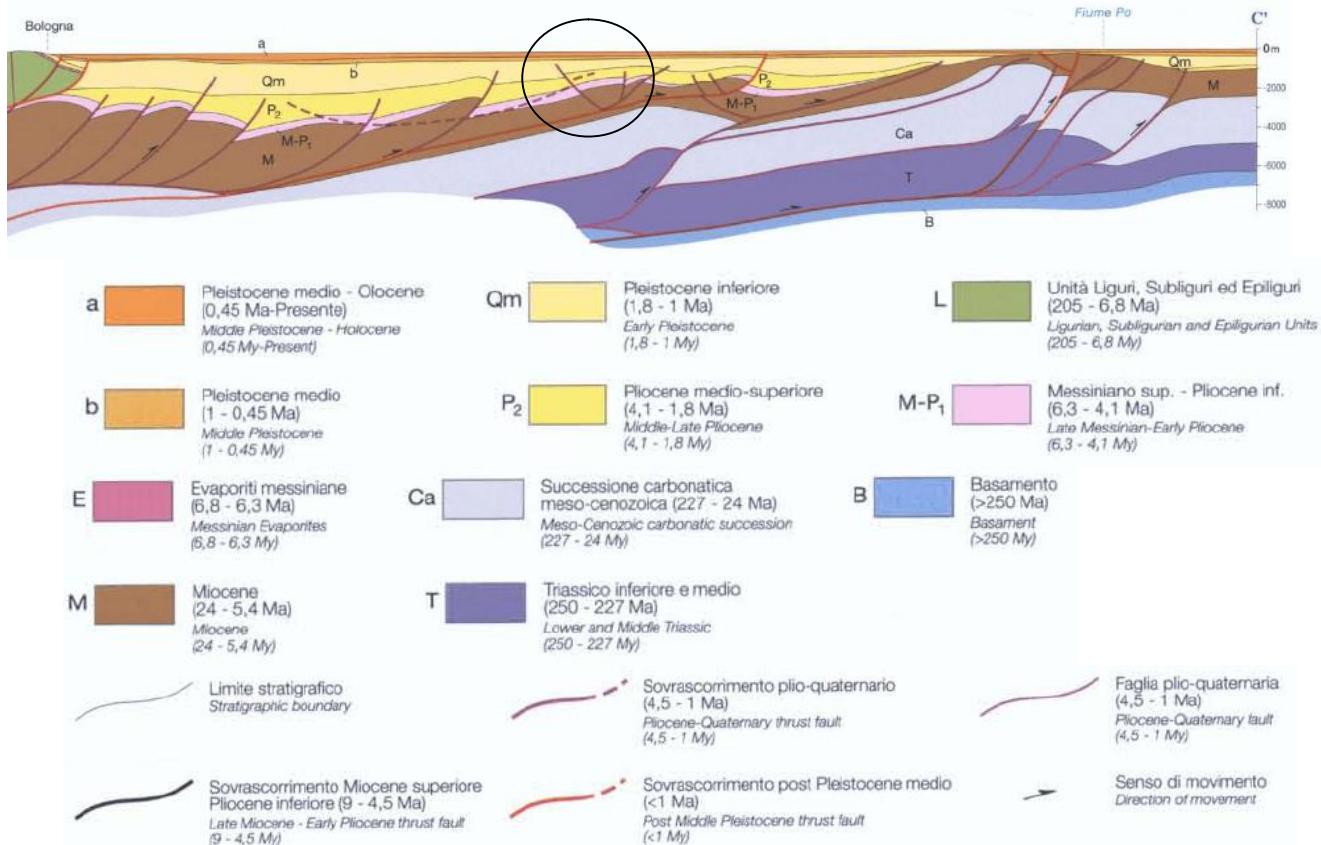 Bologna
Fiume Po
C'
a
b
0 m
Qm
Qm
P2
P2
M
-2000
M-P1
M-P1
M
Ca
-4000
T
-6000
-8000
B
a
Pleistocene medio - Olocene
(0,45 Ma-Presente)
Middle Pleistocene - Holocene
(0,45 My-Present)
Qm
Pleistocene inferiore
(1,8 - 1 Ma)
Early Pleistocene
(1,8 - 1 My)
L
Unità Liguri, Subliguri ed Epiliguri
(205 - 6,8 Ma)
Ligurian, Subligurian and Epiligurian Units
(205 - 6,8 My)
b
Pleistocene medio
(1 - 0,45 Ma)
Middle Pleistocene
(1 - 0,45 My)
P2
Pliocene medio-superiore
(4,1 - 1,8 Ma)
Middle-Late Pliocene
(4,1 - 1,8 My)
M-P1
Messiniano sup. - Pliocene inf.
(6,3 - 4,1 Ma)
Late Messinian-Early Pliocene
(6,3 - 4,1 My)
E
Evaporiti messiniane
(6,8 - 6,3 Ma)
Messinian Evaporites
(6,8 - 6,3 My)
Ca
Successione carbonatica
meso-cenozoica (227 - 24 Ma)
Meso-Cenozoic carbonatic succession
(227 - 24 My)
B
Basamento
(>250 Ma)
Basament
(>250 My)
M
Miocene
(24 - 5,4 Ma)
Miocene
(24 - 5,4 My)
T
Triassico inferiore e medio
(250 - 227 Ma)
Lower and Middle Triassic
(250 - 227 My)
Limite stratigrafico
Stratigraphic boundary
Sovrascorrimento plio-quaternario
(4,5 - 1 Ma)
Pliocene-Quaternary thrust fault
(4,5 - 1 My)
Faglia plio-quaternaria
(4,5 - 1 Ma)
Pliocene-Quaternary fault
(4,5 - 1 My)
Sovrascorrimento Miocene superiore
Pliocene inferiore (9 - 4,5 Ma)
Late Miocene - Early Pliocene thrust fault
(9 - 4,5 My)
Sovrascorrimento post Pleistocene medio
(<1 Ma)
Post Middle Pleistocene thrust fault
(<1 My)
Senso di movimento
Direction of movement